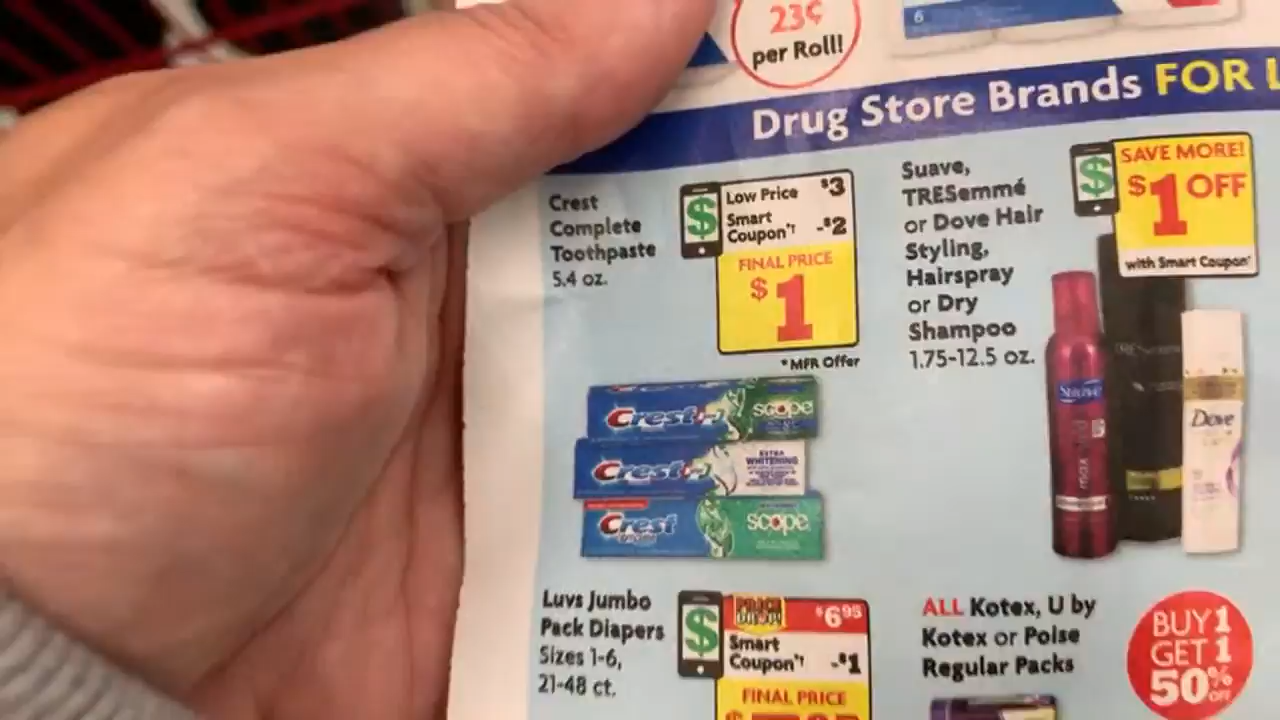 23¢
per Roll!
6
Drug Store Brands FOR L
Crest
Complete
Toothpaste
5.4 oz.
$
Low Price $3
Smart
Coupon*† -$2
FINAL PRICE
$1
*MFR Offer
Suave,
TRESemmé
or Dove Hair
Styling,
Hairspray
or Dry
Shampoo
1.75-12.5 oz.
$
SAVE MORE!
$1 OFF
with Smart Coupon*
Crest
scope
Crest
EXTRA
WHITENING
Crest
scope
Suave
Dove
Luvs Jumbo
Pack Diapers
Sizes 1-6,
21-48 ct.
$
$6.95
Smart
Coupon*† -$1
FINAL PRICE
ALL Kotex, U by
Kotex or Poise
Regular Packs
BUY 1
GET 1
50% OFF